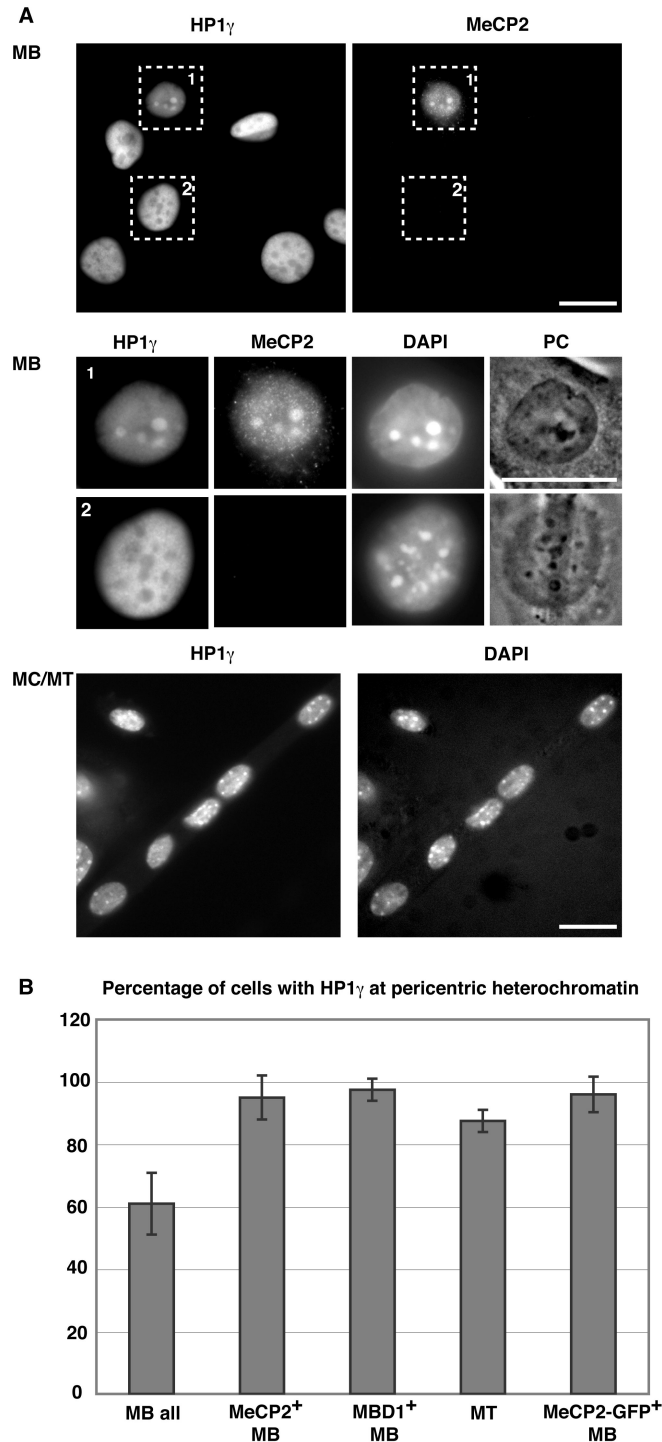 A
HP1γ MeCP2
MB
1 1
2 2
HP1γ MeCP2 DAPI PC
MB
1
2
HP1γ DAPI
MC/MT
B Percentage of cells with HP1γ at pericentric heterochromatin
120
100
80
60
40
20
0
MB all MeCP2+ MBD1+ MT MeCP2-GFP+
MB MB MB